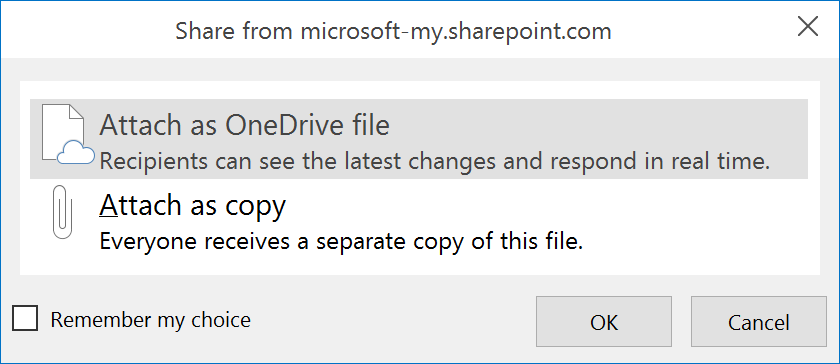 Share from microsoft-my.sharepoint.com
Attach as OneDrive file
Recipients can see the latest changes and respond in real time.
Attach as copy
Everyone receives a separate copy of this file.
Remember my choice
OK
Cancel